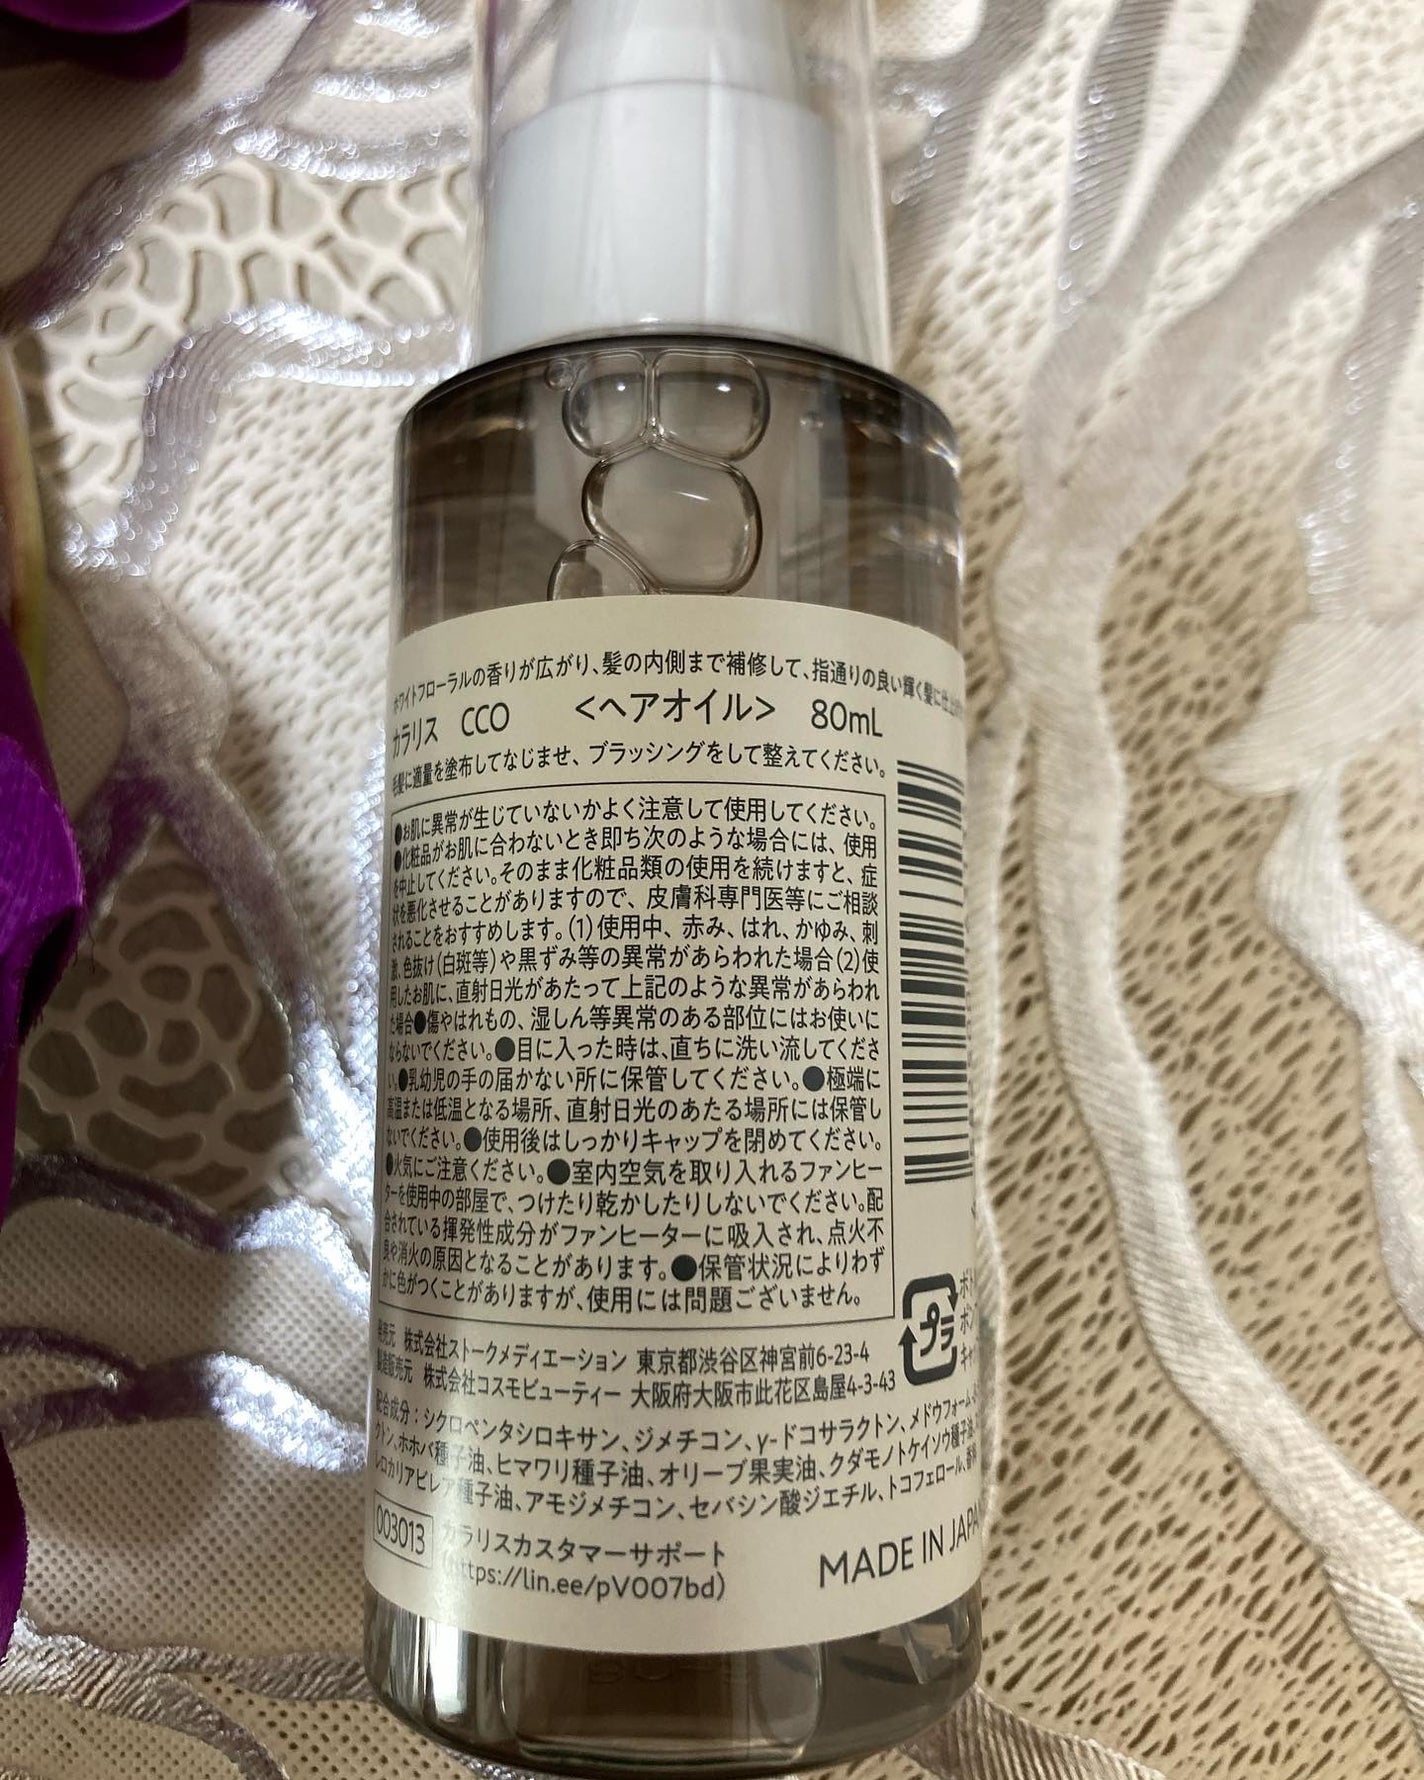 ホワイトフローラルの香りが広がり、髪の内側まで補修して、指通りの良い輝く髪に仕上
カラリス CCO <ヘアオイル> 80mL
毛髪に適量を塗布してなじませ、ブラッシングをして整えてください。
●お肌に異常が生じていないかよく注意して使用してください。
●化粧品がお肌に合わないとき即ち次のような場合には、使用
を中止してください。そのまま化粧品類の使用を続けますと、症
状を悪化させることがありますので、皮膚科専門医等にご相談
されることをおすすめします。(1)使用中、赤み、はれ、かゆみ、刺
激、色抜け(白斑等)や黒ずみ等の異常があらわれた場合(2)使
用したお肌に、直射日光があたって上記のような異常があらわれ
た場合●傷やはれもの、湿しん等異常のある部位にはお使いに
ならないでください。●目に入った時は、直ちに洗い流してくださ
い。●乳幼児の手の届かない所に保管してください。●極端に
高温または低温となる場所、直射日光のあたる場所には保管し
ないでください。●使用後はしっかりキャップを閉めてください。
●火気にご注意ください。●室内空気を取り入れるファンヒー
ターを使用中の部屋で、つけたり乾かしたりしないでください。配
合されている揮発性成分がファンヒーターに吸入され、点火不
良や消火の原因となることがあります。●保管状況によりわず
かに色がつくことがありますが、使用には問題ございません。
プラ
発売元 株式会社ストークメディエーション 東京都渋谷区神宮前6-23-4
製造販売元 株式会社コスモビューティー 大阪府大阪市此花区島屋4-3-43
配合成分:シクロペンタシロキサン、ジメチコン、γ-ドコサラクトン、メドウフォーム
クトン、ホホバ種子油、ヒマワリ種子油、オリーブ果実油、クダモノトケイソウ種子油、
レロカリアビレア種子油、アモジメチコン、セバシン酸ジエチル、トコフェロール、香料
003013 カラリスカスタマーサポート
ttps://lin.ee/pVOO7bd)
MADE IN JAPA